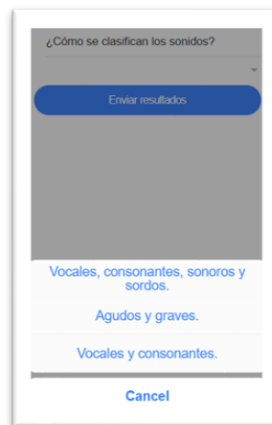 ¿Cómo se clasifican los sonidos?
Enviar resultados
Vocales, consonantes, sonoros y
sordos.
Agudos y graves.
Vocales y consonantes.
Cancel